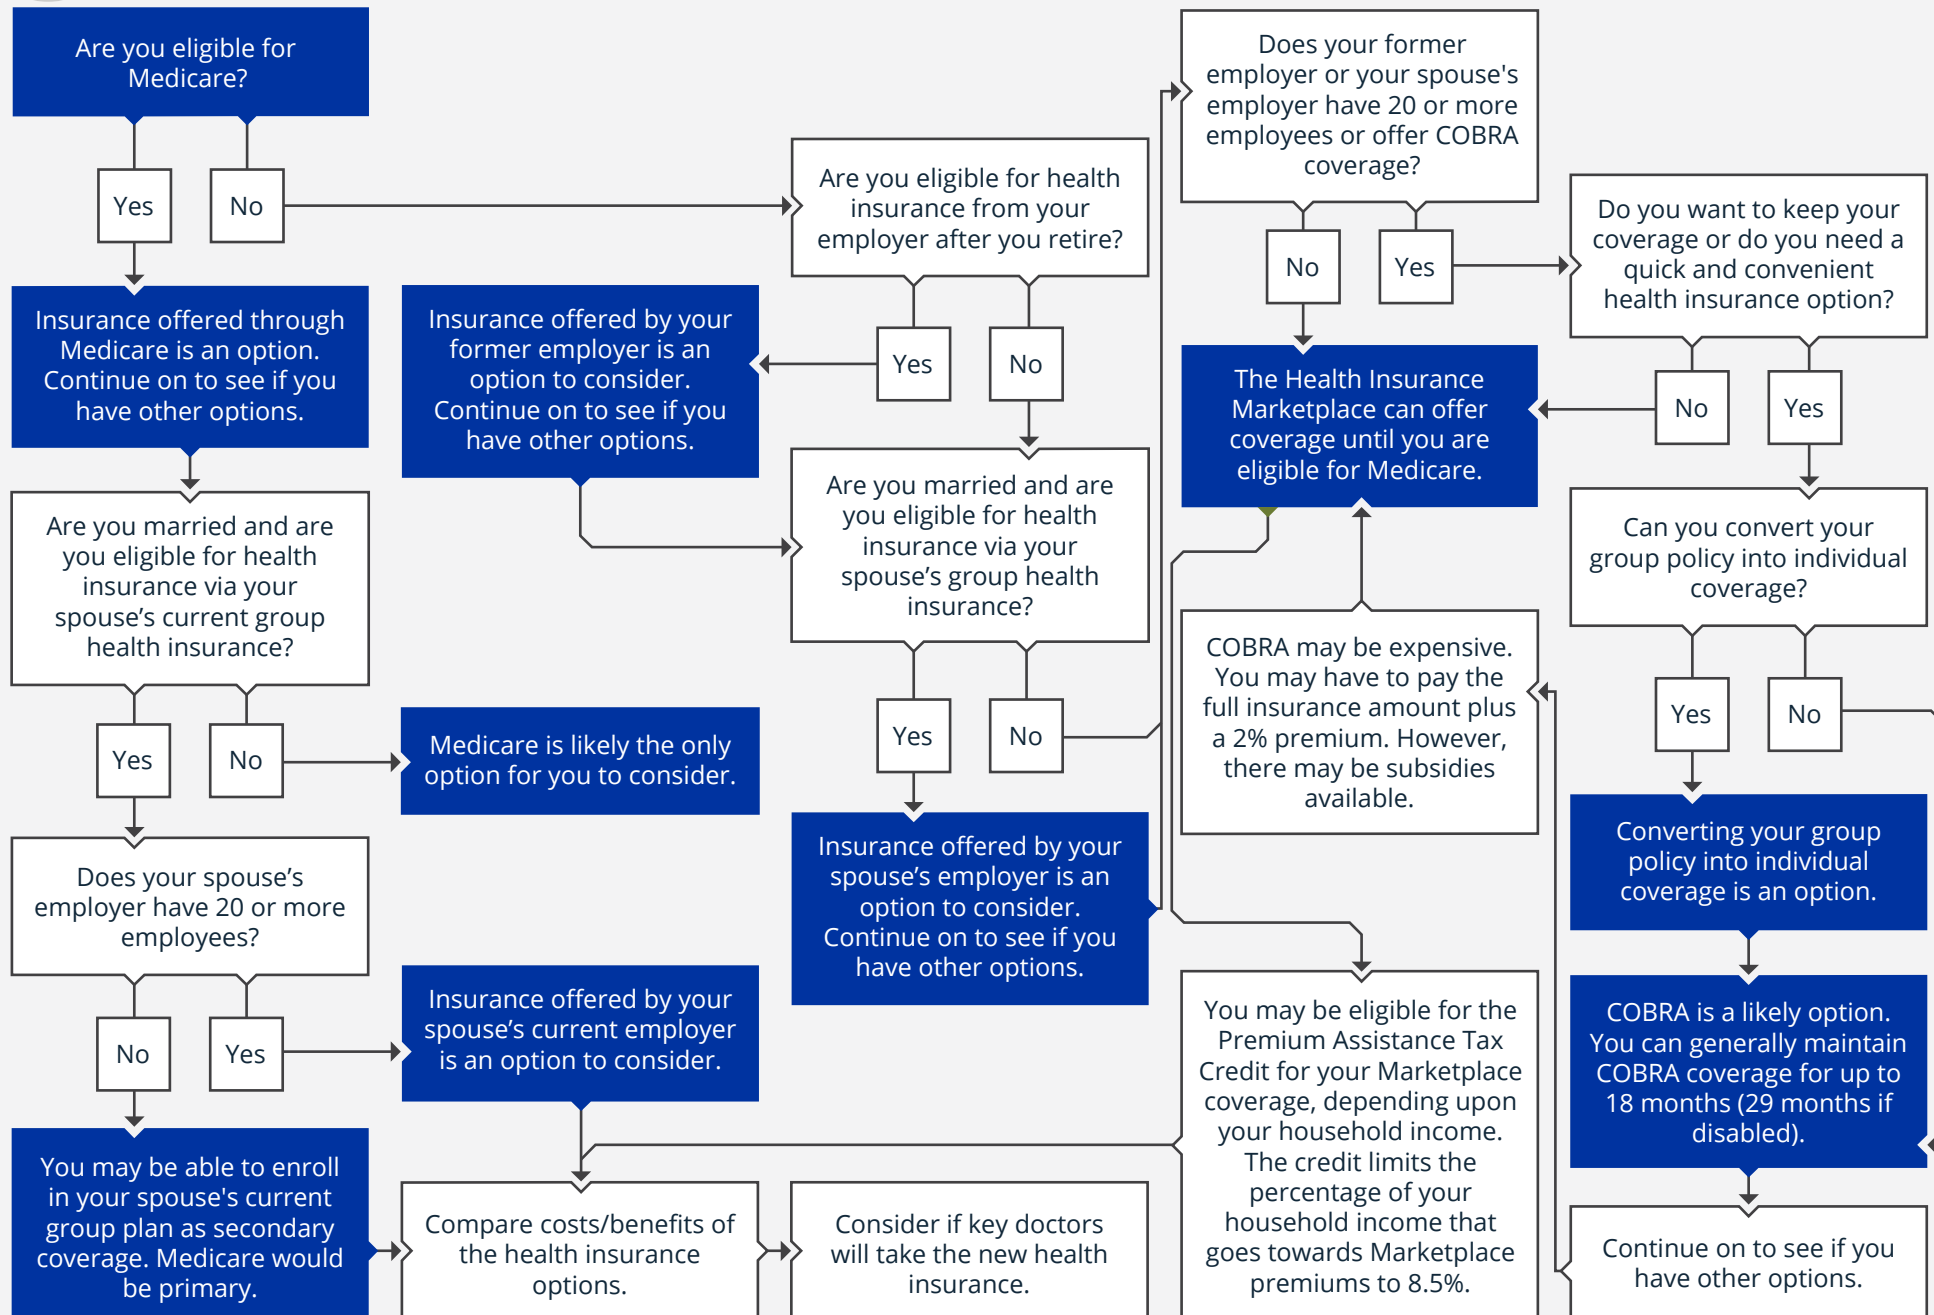 Are you eligible for
Medicare?
Yes
No
Insurance offered through
Medicare is an option.
Continue on to see if you
have other options.
Are you married and are
you eligible for health
insurance via your
spouse’s current group
health insurance?
Yes
No
Medicare is likely the only
option for you to consider.
Does your spouse’s
employer have 20 or more
employees?
No
Yes
Insurance offered by your
spouse’s current employer
is an option to consider.
You may be able to enroll
in your spouse's current
group plan as secondary
coverage. Medicare would
be primary.
Compare costs/benefits of
the health insurance
options.
Consider if key doctors
will take the new health
insurance.
Are you eligible for health
insurance from your
employer after you retire?
Yes
No
Insurance offered by your
former employer is an
option to consider.
Continue on to see if you
have other options.
Are you married and are
you eligible for health
insurance via your
spouse’s group health
insurance?
Yes
No
Insurance offered by your
spouse’s employer is an
option to consider.
Continue on to see if you
have other options.
Does your former
employer or your spouse's
employer have 20 or more
employees or offer COBRA
coverage?
No
Yes
The Health Insurance
Marketplace can offer
coverage until you are
eligible for Medicare.
COBRA may be expensive.
You may have to pay the
full insurance amount plus
a 2% premium. However,
there may be subsidies
available.
You may be eligible for the
Premium Assistance Tax
Credit for your Marketplace
coverage, depending upon
your household income.
The credit limits the
percentage of your
household income that
goes towards Marketplace
premiums to 8.5%.
Do you want to keep your
coverage or do you need a
quick and convenient
health insurance option?
No
Yes
Can you convert your
group policy into individual
coverage?
Yes
No
Converting your group
policy into individual
coverage is an option.
COBRA is a likely option.
You can generally maintain
COBRA coverage for up to
18 months (29 months if
disabled).
Continue on to see if you
have other options.